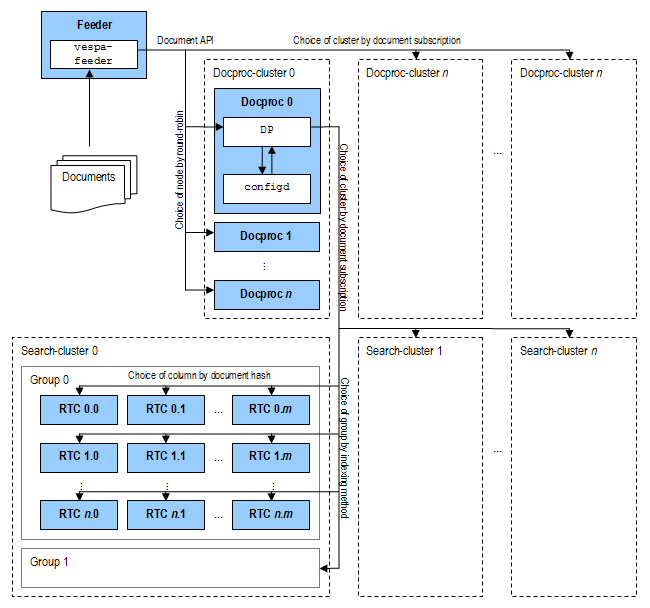 Feeder
vespa-
feeder
Document API
Choice of cluster by document subscription
Documents
Choice of node by round-robin
Docproc-cluster 0
Docproc 0
DP
configd
Docproc 1
...
Docproc n
Choice of cluster by document subscription
Docproc-cluster n
...
Docproc-cluster n
Search-cluster 0
Group 0
Choice of column by document hash
RTC 0.0
RTC 0.1
...
RTC 0.m
RTC 1.0
RTC 1.1
...
RTC 1.m
...
...
...
RTC n.0
RTC n.1
...
RTC n.m
Group 1
Choice of group by indexing method
Search-cluster 1
...
Search-cluster n